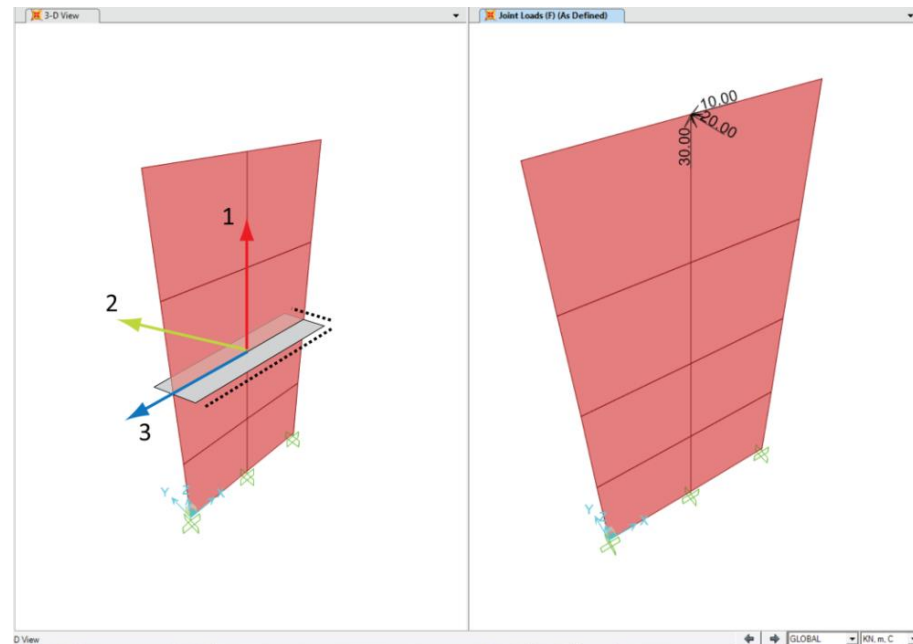 3-D View
Joint Loads (F) (As Defined)
10.00
20.00
30.00
1
2
3
Y
Z
X
Y
Z
X
D View
GLOBAL
KN, m, C